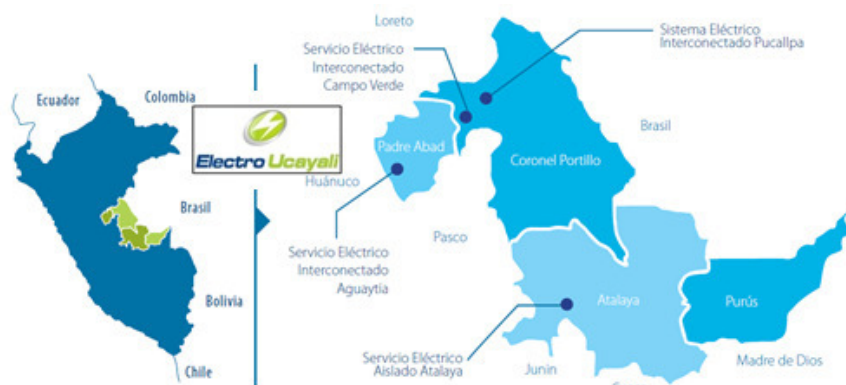 Ecuador
Colombia
Electro Ucayali
Brasil
Bolivia
Chile
Loreto
Servicio Eléctrico
Interconectado
Campo Verde
Sistema Eléctrico
Interconectado Pucallpa
Padre Abad
Huánuco
Coronel Portillo
Brasil
Pasco
Servicio Eléctrico
Interconectado
Aguaytia
Atalaya
Purús
Servicio Eléctrico
Aislado Atalaya
Junin
Madre de Dios